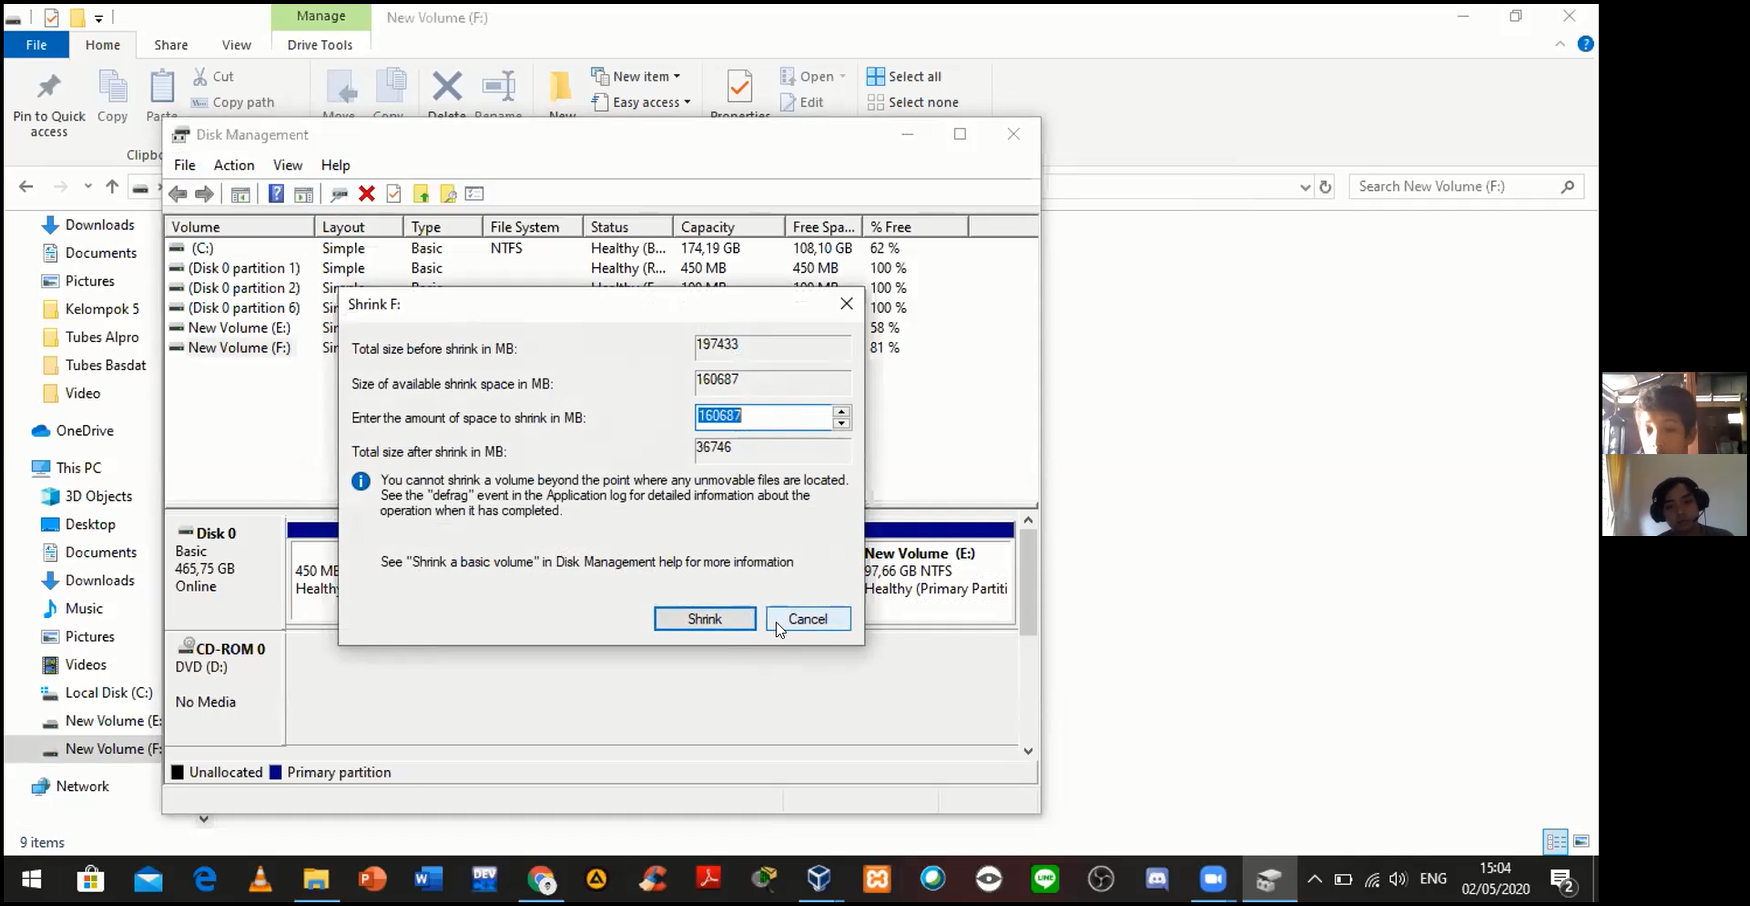 Manage
New Volume (F:)
File
Home
Share
View
Drive Tools
Pin to Quick
access
Copy
Cut
Copy path
New item
Easy access
Open
Edit
Select all
Select none
Move
Copy
Delete
Rename
New
Properties
Disk Management
File
Action
View
Help
Search New Volume (F:)
Downloads
Documents
Pictures
Kelompok 5
Tubes Alpro
Tubes Basdat
Video
OneDrive
This PC
3D Objects
Desktop
Documents
Downloads
Music
Pictures
Videos
Local Disk (C:)
New Volume (E:
New Volume (F:
Network
Volume Layout Type File System Status Capacity Free Spa... % Free
(C:) Simple Basic NTFS Healthy (B... 174,19 GB 108,10 GB 62 %
(Disk 0 partition 1) Simple Basic Healthy (R... 450 MB 450 MB 100 %
(Disk 0 partition 2) 100 %
(Disk 0 partition 6) 100 %
New Volume (E:) 58 %
New Volume (F:) 81 %
Shrink F:
Total size before shrink in MB: 197433
Size of available shrink space in MB: 160687
Enter the amount of space to shrink in MB: 160687
Total size after shrink in MB: 36746
You cannot shrink a volume beyond the point where any unmovable files are located.
See the "defrag" event in the Application log for detailed information about the
operation when it has completed.
See "Shrink a basic volume" in Disk Management help for more information
Shrink
Cancel
Disk 0
Basic
465,75 GB
Online
450 MB
Healthy
New Volume (E:)
97,66 GB NTFS
Healthy (Primary Partiti
CD-ROM 0
DVD (D:)
No Media
Unallocated
Primary partition
9 items
DEV
LINE
ENG
15:04
02/05/2020
2